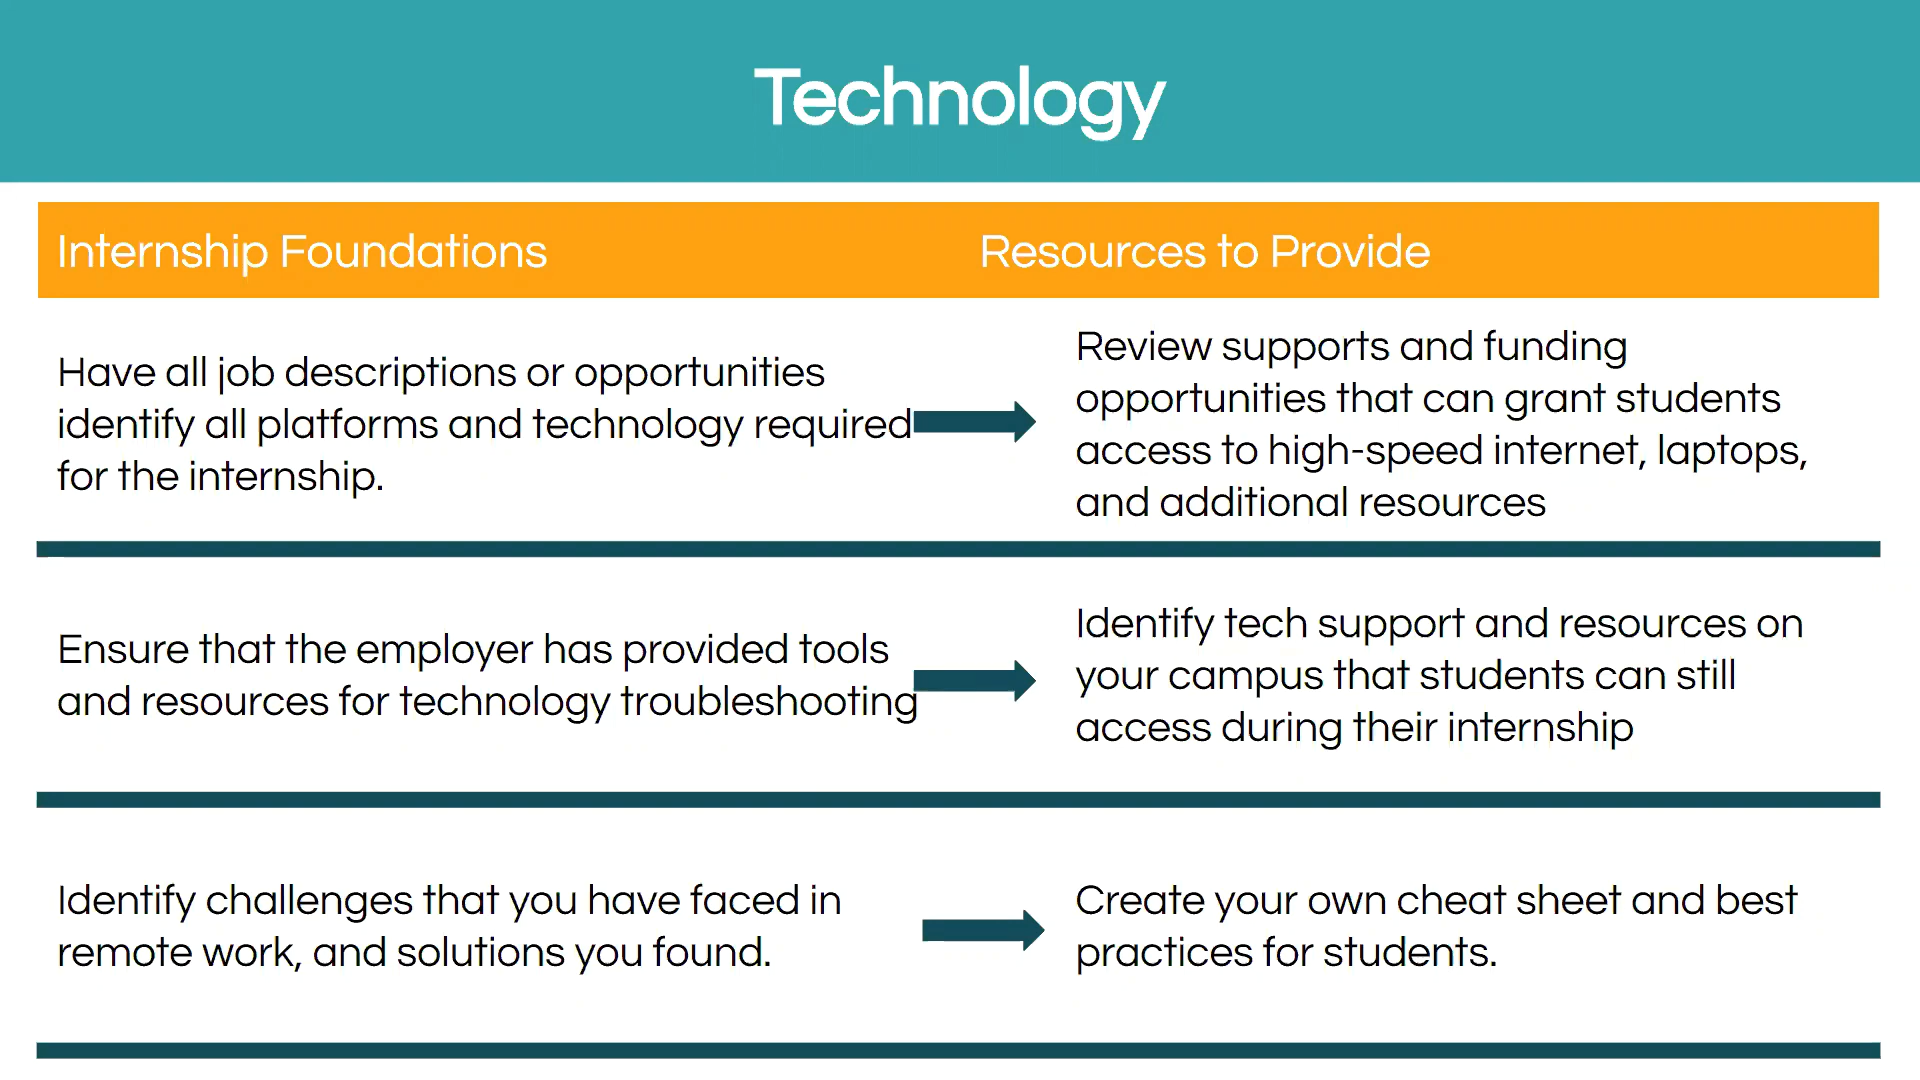 Technology
Internship Foundations
Resources to Provide
Have all job descriptions or opportunities
identify all platforms and technology required
for the internship.
Review supports and funding
opportunities that can grant students
access to high-speed internet, laptops,
and additional resources
Ensure that the employer has provided tools
and resources for technology troubleshooting
Identify tech support and resources on
your campus that students can still
access during their internship
Identify challenges that you have faced in
remote work, and solutions you found.
Create your own cheat sheet and best
practices for students.